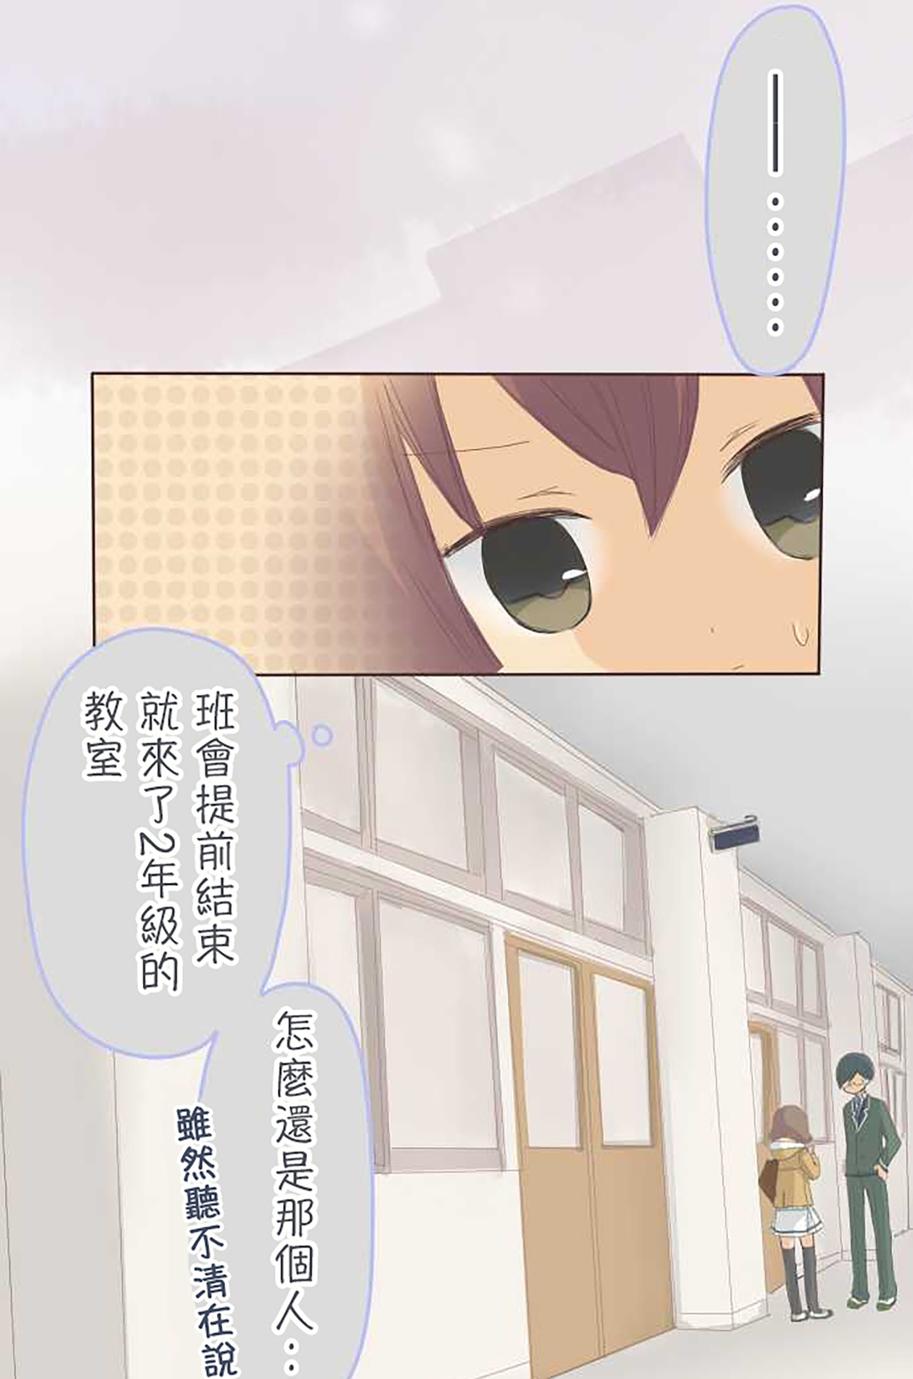 ——……
班會提前結束
就來了2年級的
教室
怎麼還是那個人…
雖然聽不清在說